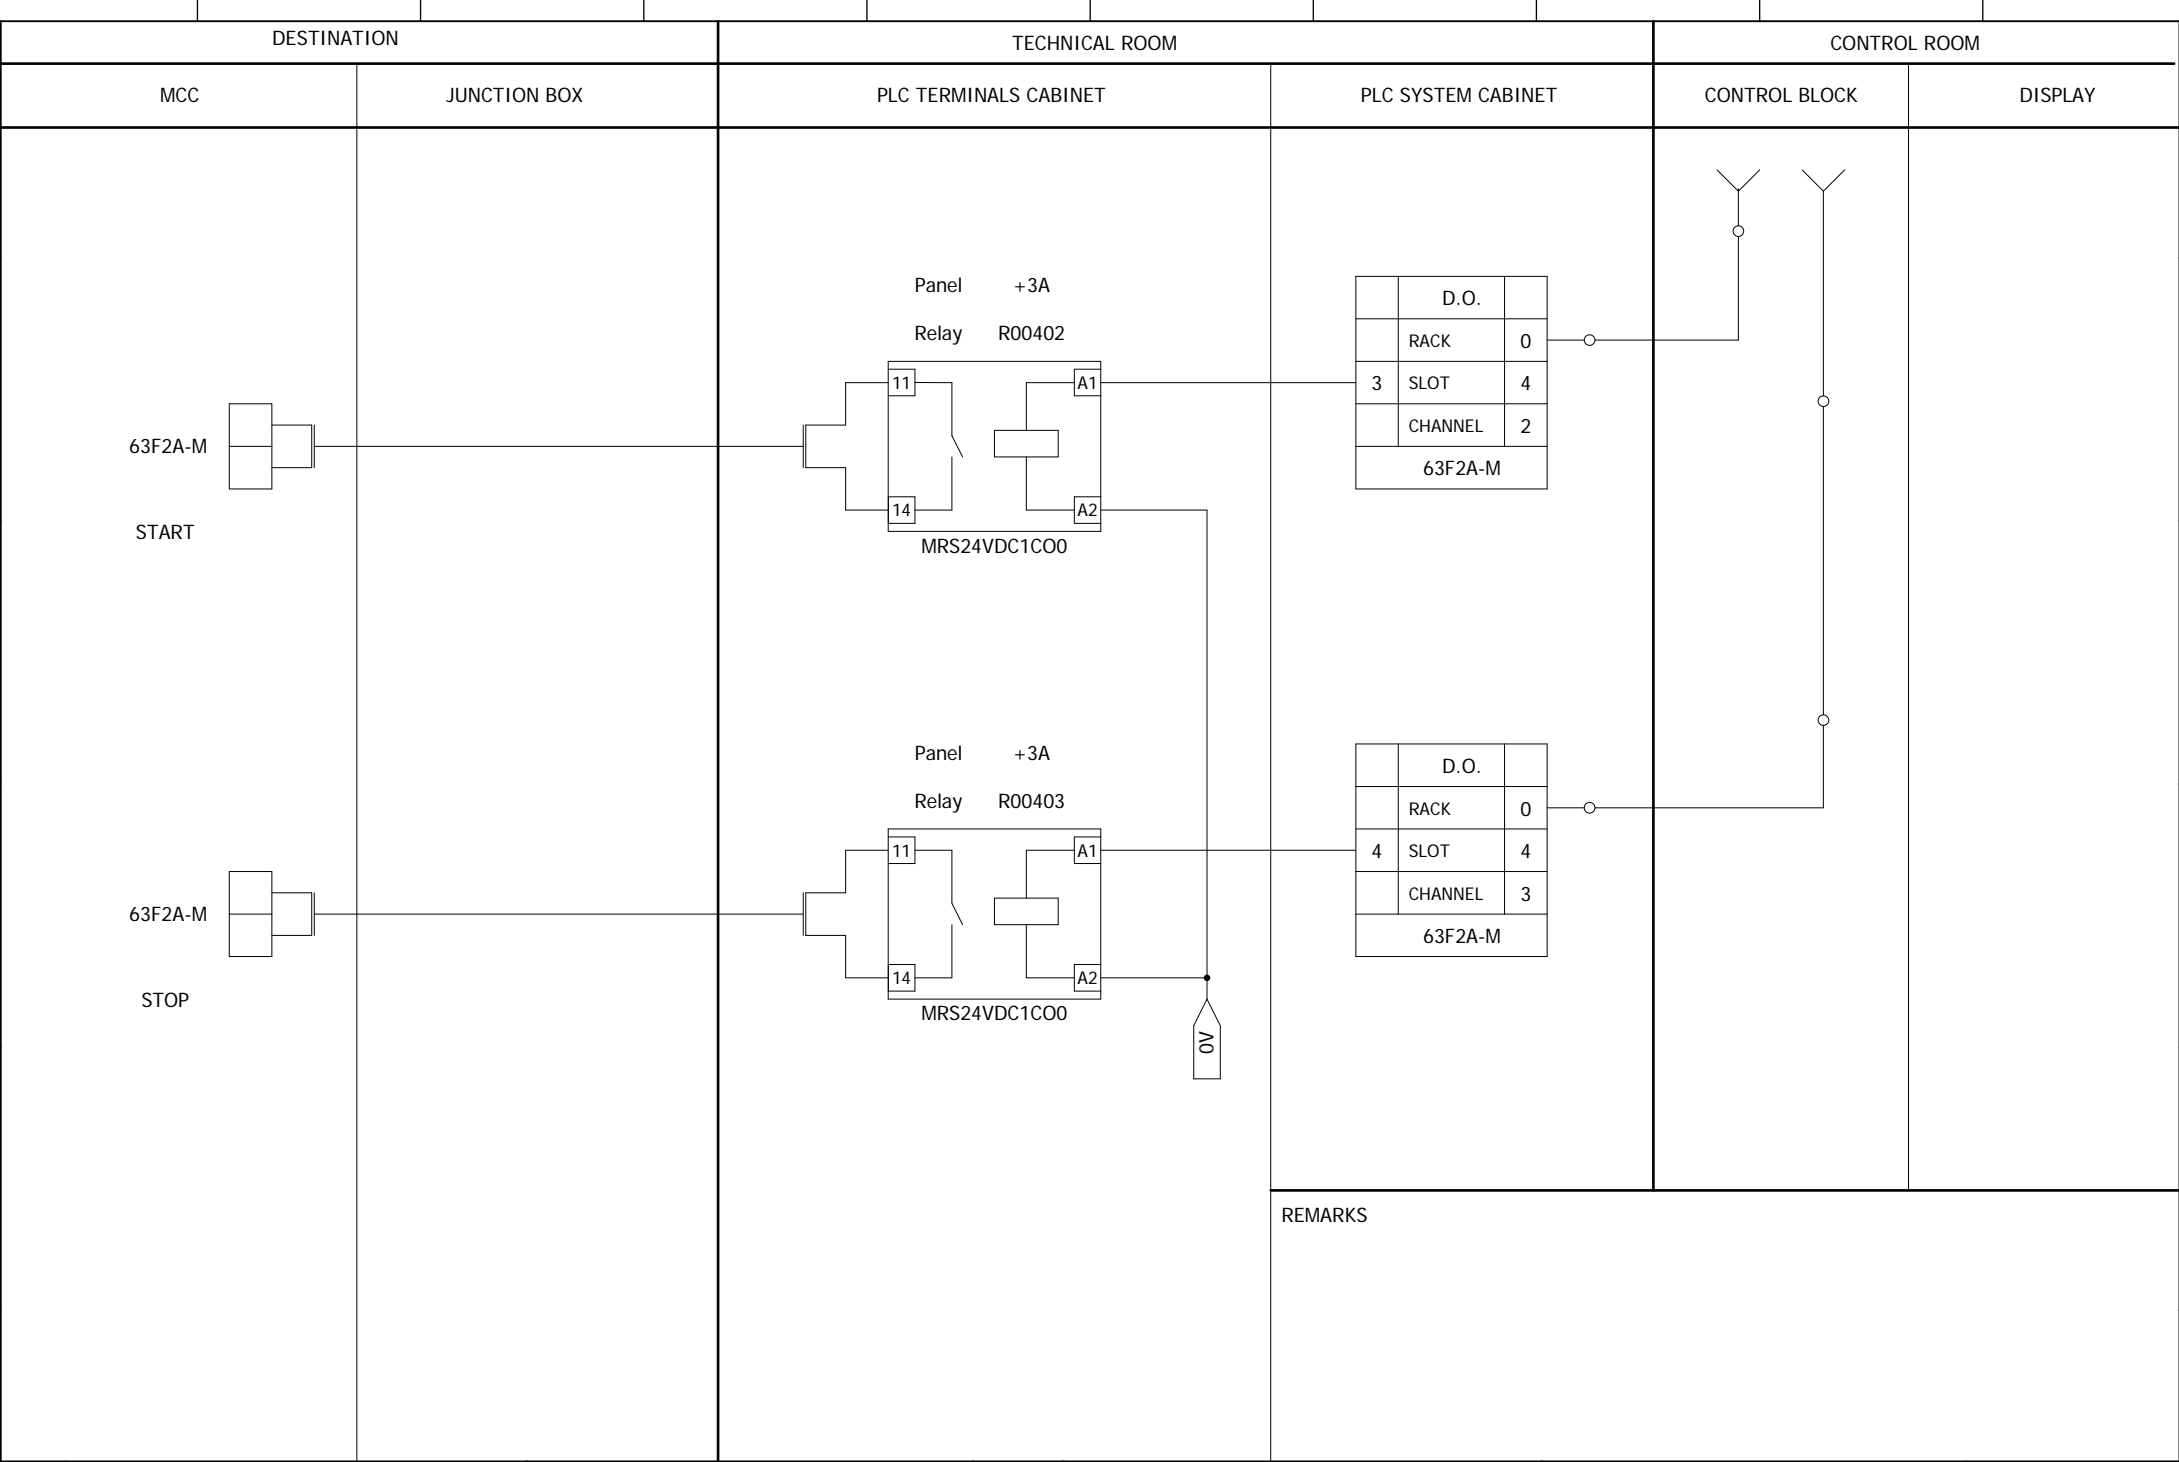 DESTINATION
TECHNICAL ROOM
CONTROL ROOM
MCC
JUNCTION BOX
PLC TERMINALS CABINET
PLC SYSTEM CABINET
CONTROL BLOCK
DISPLAY
Panel +3A
Relay R00402
11
A1
14
A2
MRS24VDC1CO0
63F2A-M
START
D.O.
RACK 0
3 SLOT 4
CHANNEL 2
63F2A-M
Panel +3A
Relay R00403
11
A1
14
A2
MRS24VDC1CO0
63F2A-M
STOP
D.O.
RACK 0
4 SLOT 4
CHANNEL 3
63F2A-M
0V
REMARKS